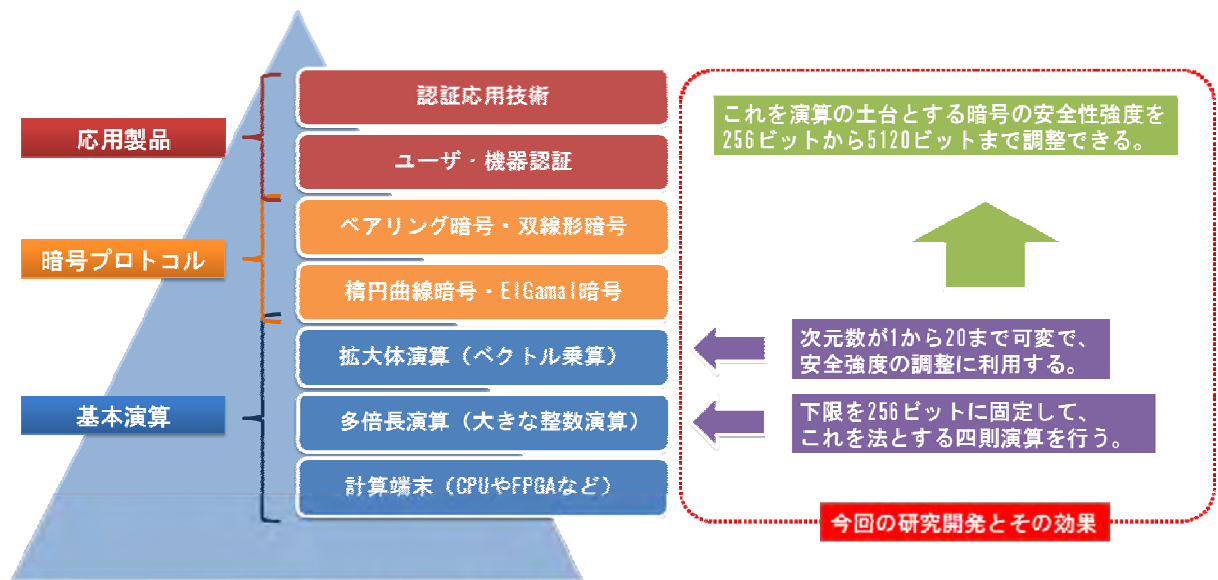 応用製品
認証応用技術
ユーザ・機器認証
暗号プロトコル
ペアリング暗号・双線形暗号
楕円曲線暗号・ElGamal暗号
基本演算
拡大体演算（ベクトル乗算）
多倍長演算（大きな整数演算）
計算端末（CPUやFPGAなど）
これを演算の土台とする暗号の安全性強度を
256ビットから5120ビットまで調整できる。
次元数が1から20まで可変で、
安全強度の調整に利用する。
下限を256ビットに固定して、
これを法とする四則演算を行う。
今回の研究開発とその効果